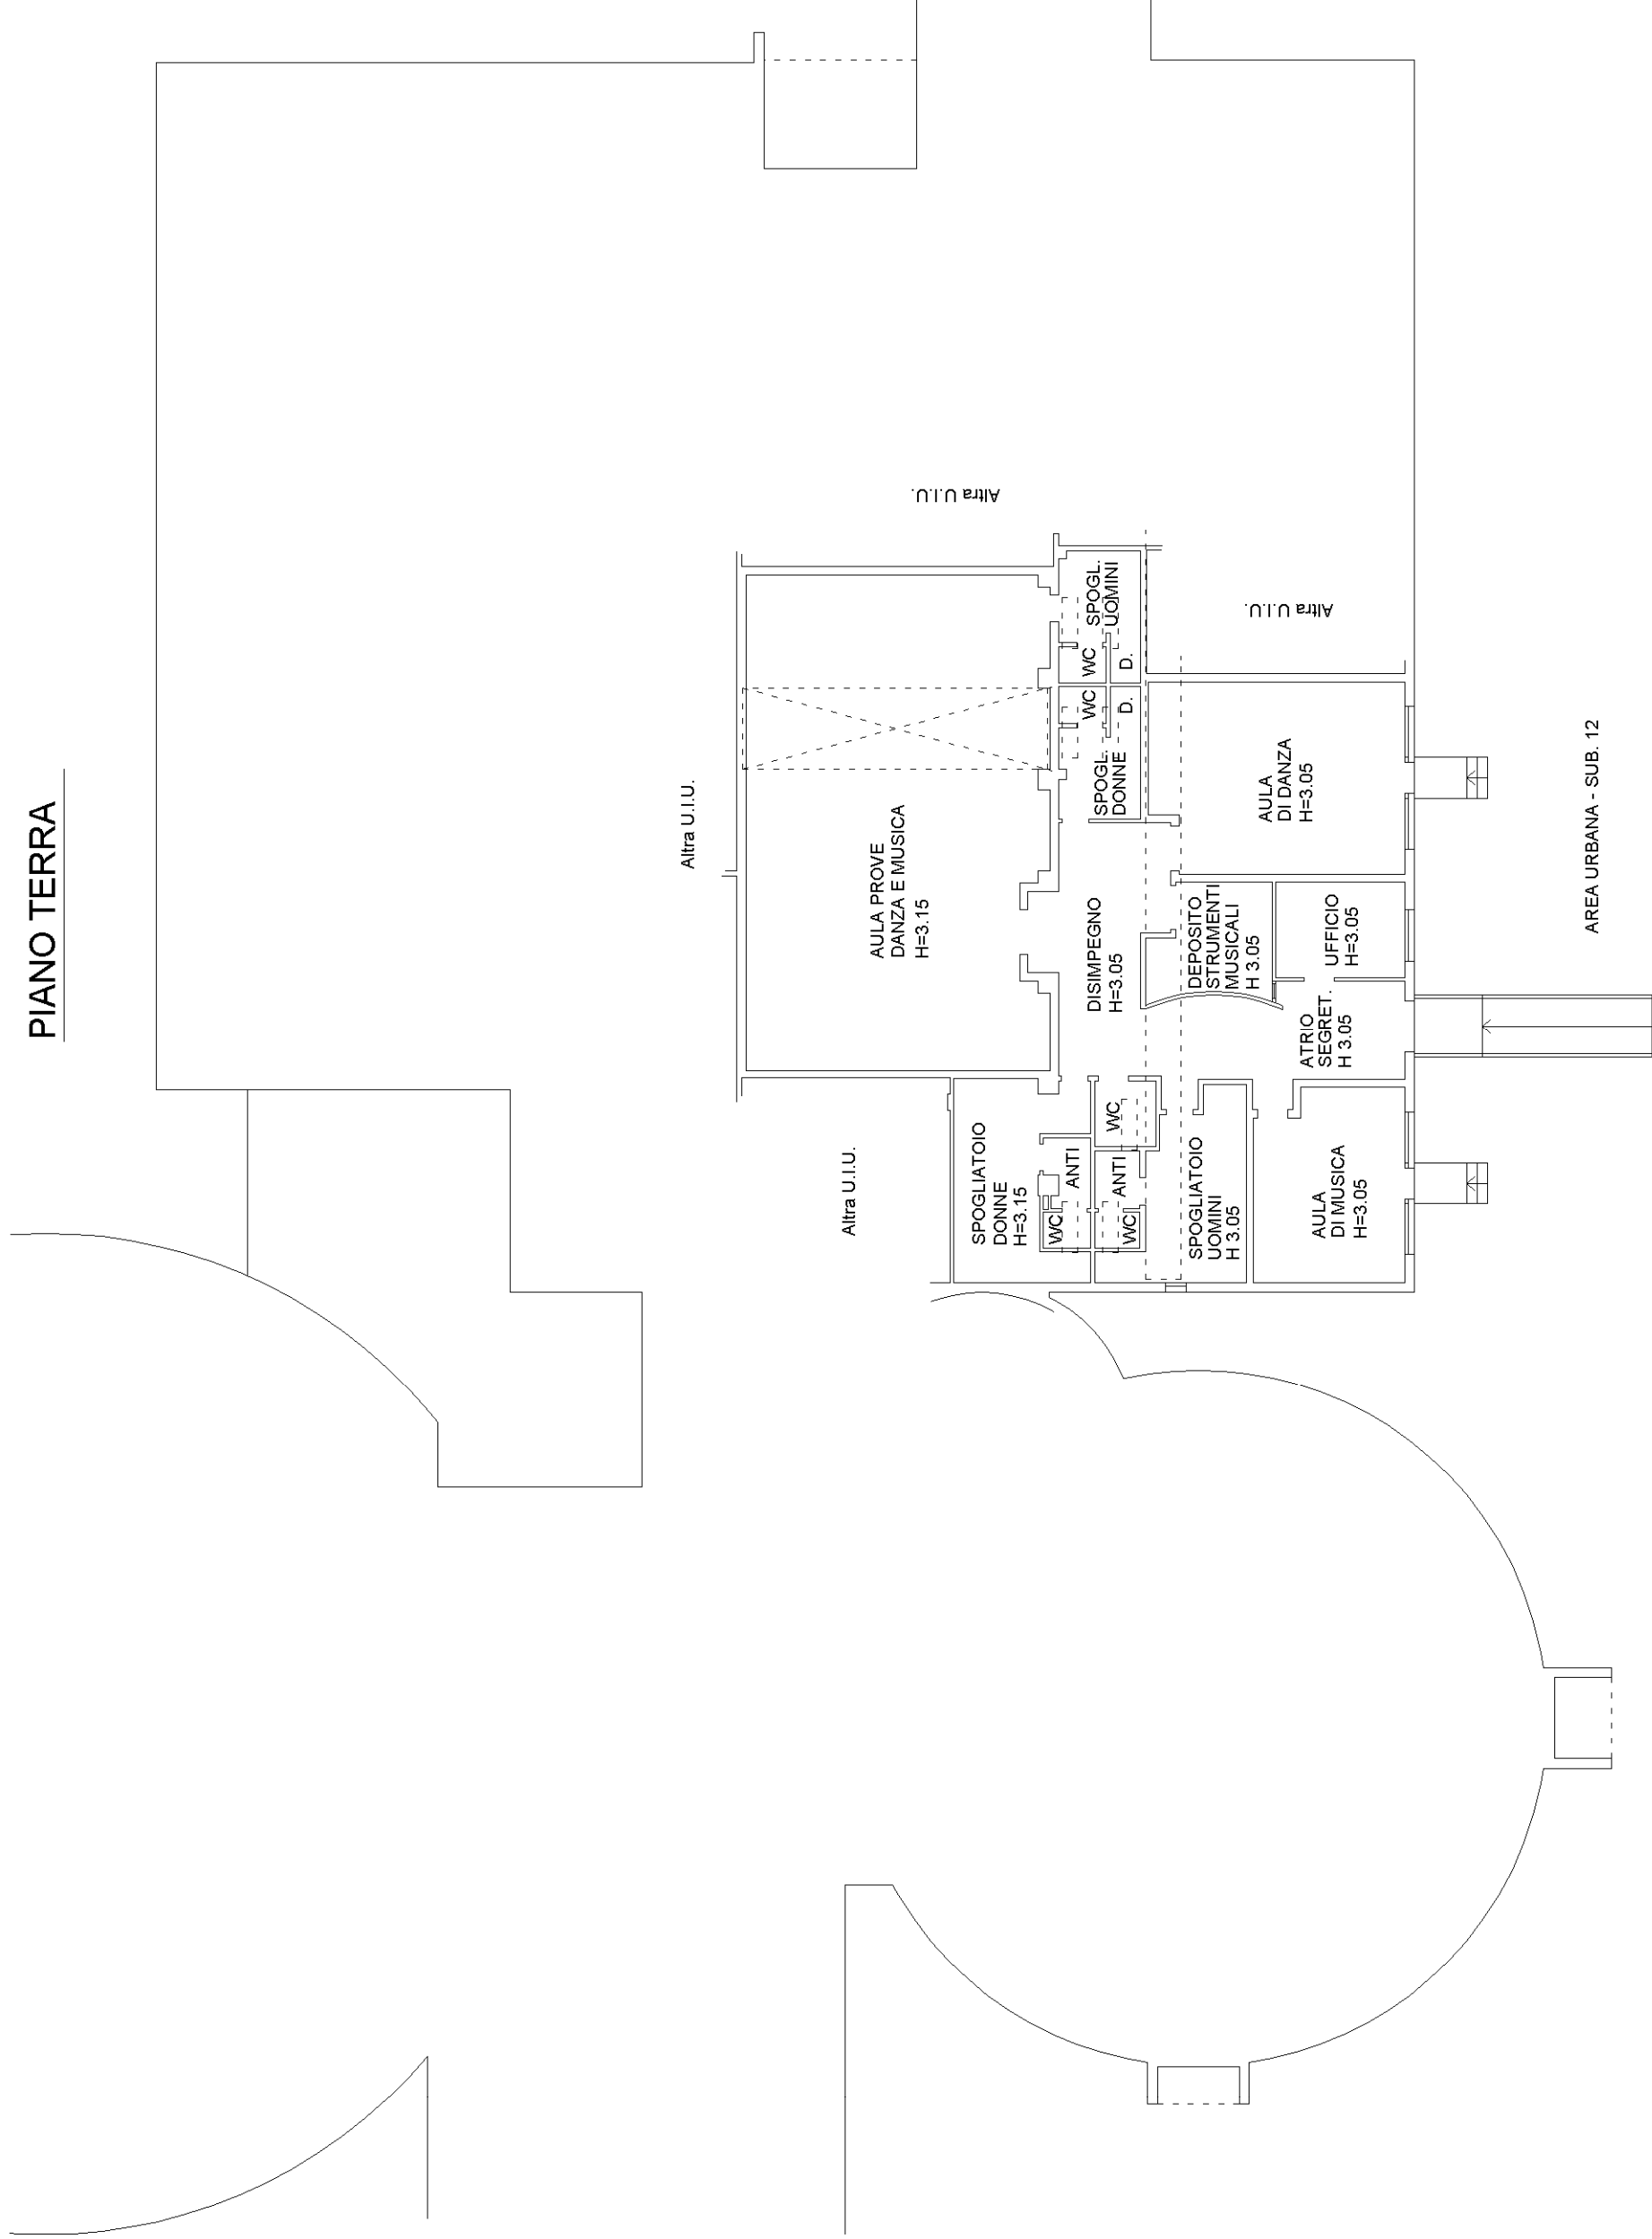 PIANO TERRA
Altra U.I.U.
Altra U.I.U.
Altra U.I.U.
Altra U.I.U.
AULA PROVE
DANZA E MUSICA
H=3.15
SPOGLIATOIO
DONNE
H=3.15
WC
ANTI
WC
ANTI
WC
DISIMPEGNO
H=3.05
SPOGL.
DONNE
WC
D.
WC
D.
SPOGL.
UOMINI
SPOGLIATOIO
UOMINI
H 3.05
DEPOSITO
STRUMENTI
MUSICALI
H 3.05
AULA
DI DANZA
H=3.05
AULA
DI MUSICA
H=3.05
ATRIO
SEGRET.
H 3.05
UFFICIO
H=3.05
AREA URBANA - SUB. 12